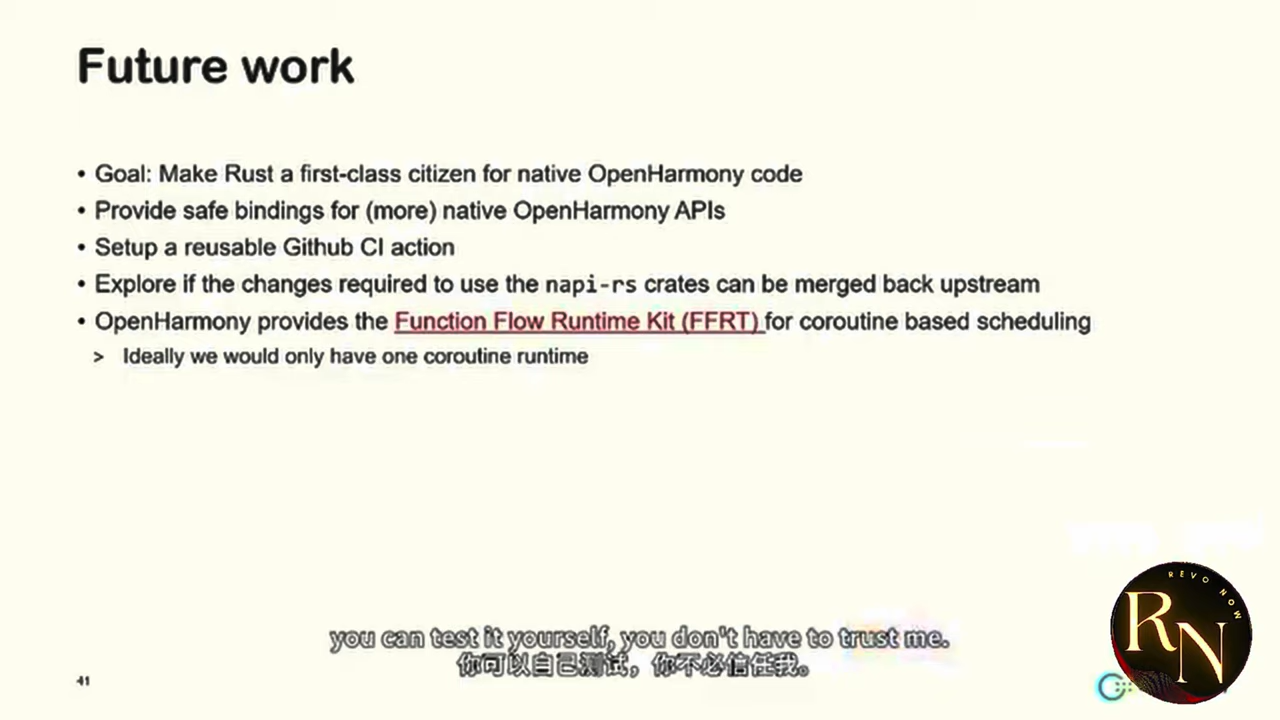 Future work
• Goal: Make Rust a first-class citizen for native OpenHarmony code
• Provide safe bindings for (more) native OpenHarmony APIs
• Setup a reusable Github CI action
• Explore if the changes required to use the napi-rs crates can be merged back upstream
• OpenHarmony provides the Function Flow Runtime Kit (FFRT) for coroutine based scheduling
> Ideally we would only have one coroutine runtime
you can test it yourself, you don't have to trust me.
你可以自己测试，你不必信任我。
41
REVO NOW
RN